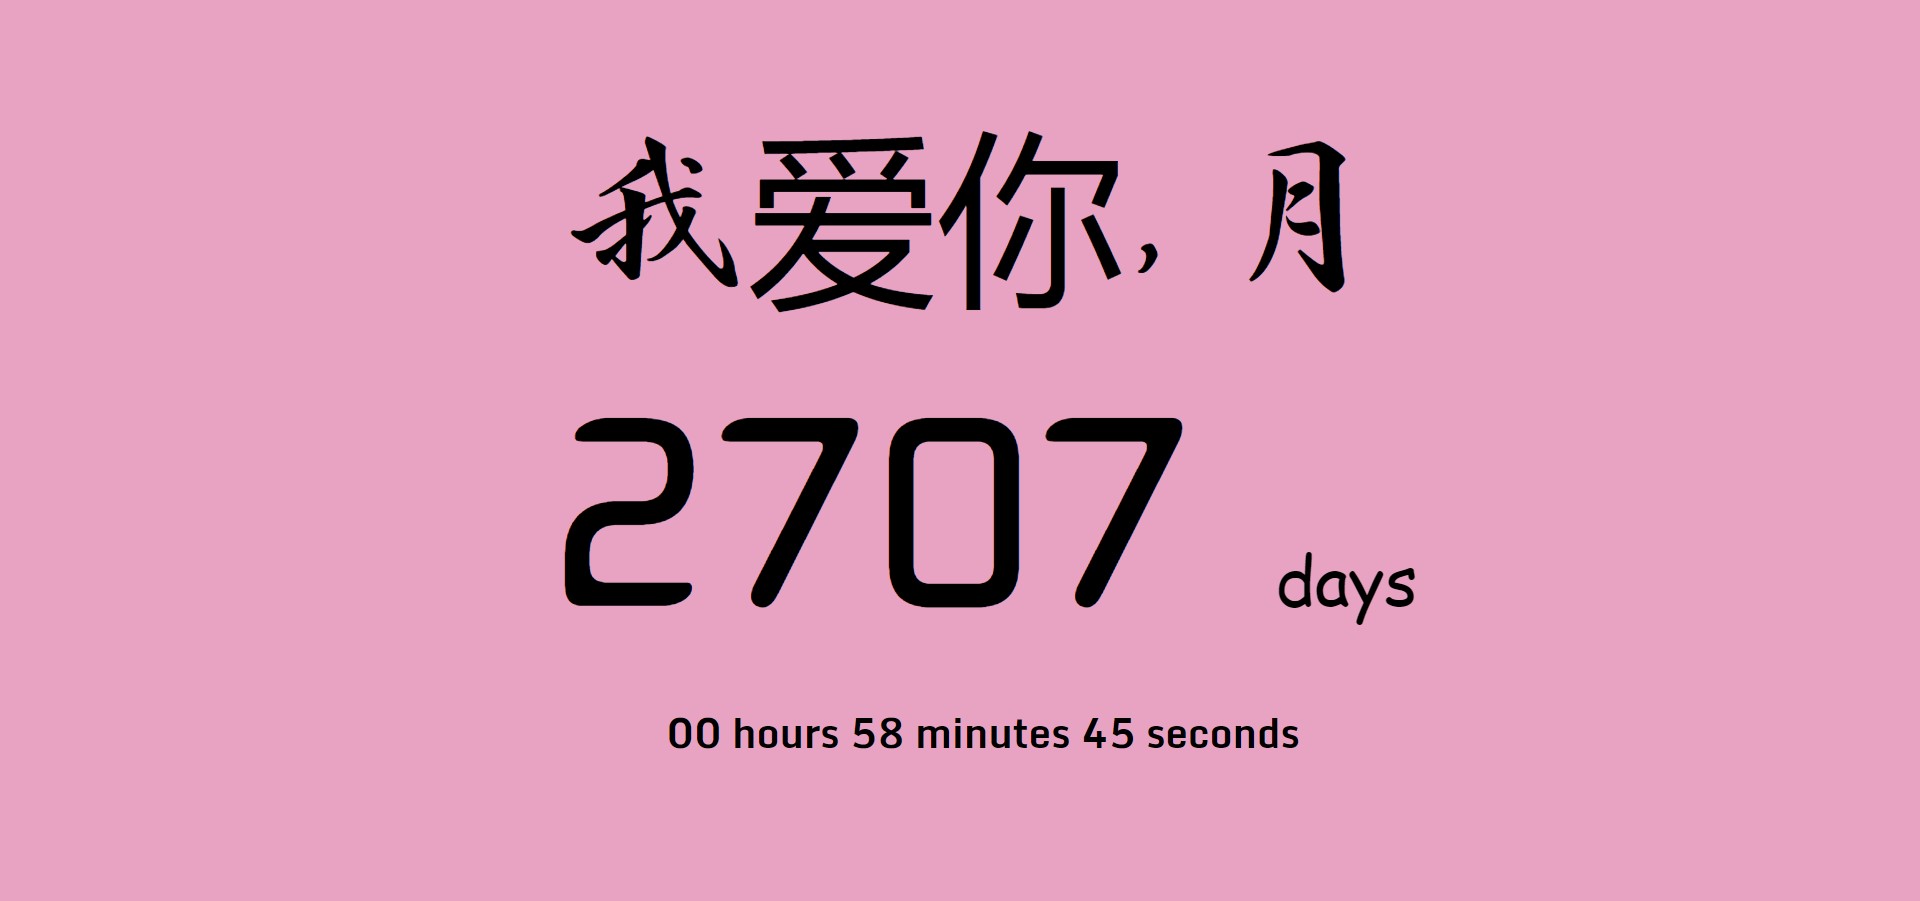 我爱你，月
2707 days
00 hours 58 minutes 45 seconds